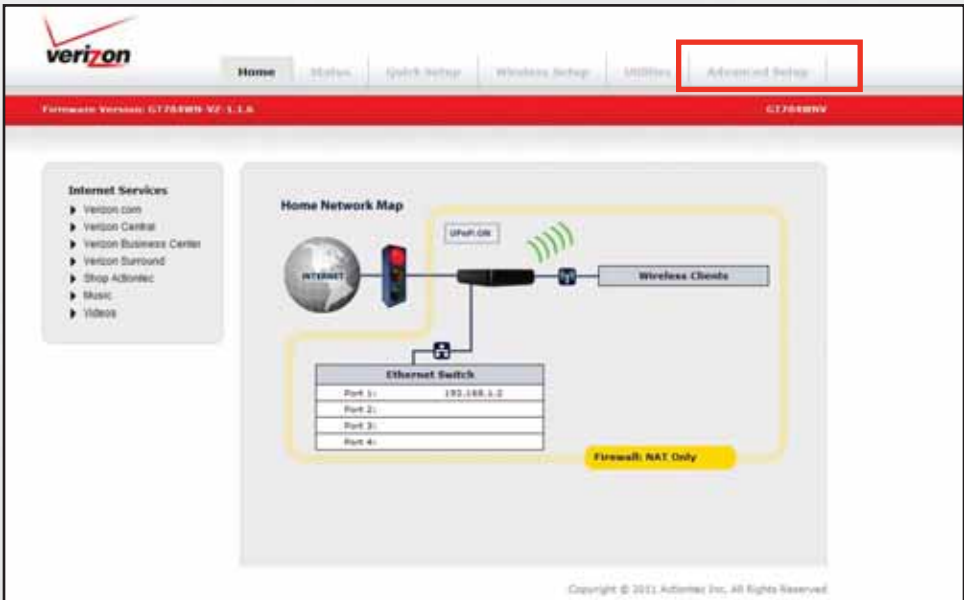 verizon
Home Status Quick Setup Wireless Setup Utilities Advanced Setup
Firmware Version: GT784WN-VZ-1.1.6 GT784WNV
Internet Services
Verizon.com
Verizon Central
Verizon Business Center
Verizon Surround
Shop Actiontec
Music
Videos
Home Network Map
UPnP: ON
INTERNET
Wireless Clients
Ethernet Switch
Port 1: 192.168.1.2
Port 2:
Port 3:
Port 4:
Firewall: NAT Only
Copyright © 2011 Actiontec Inc. All Rights Reserved